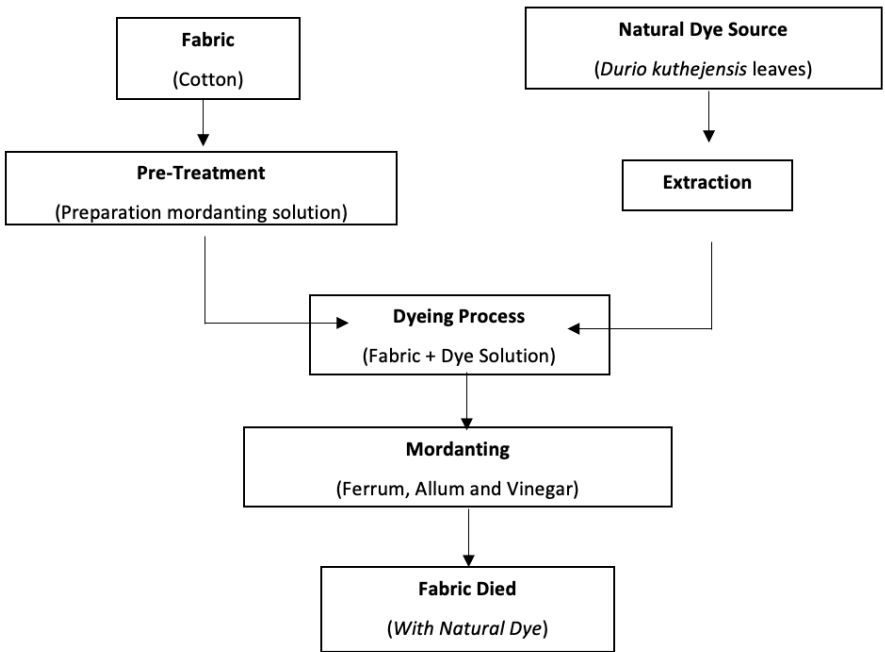 Fabric
(Cotton)
Natural Dye Source
(Durio kuthejensis leaves)
Pre-Treatment
(Preparation mordanting solution)
Extraction
Dyeing Process
(Fabric + Dye Solution)
Mordanting
(Ferrum, Allum and Vinegar)
Fabric Died
(With Natural Dye)